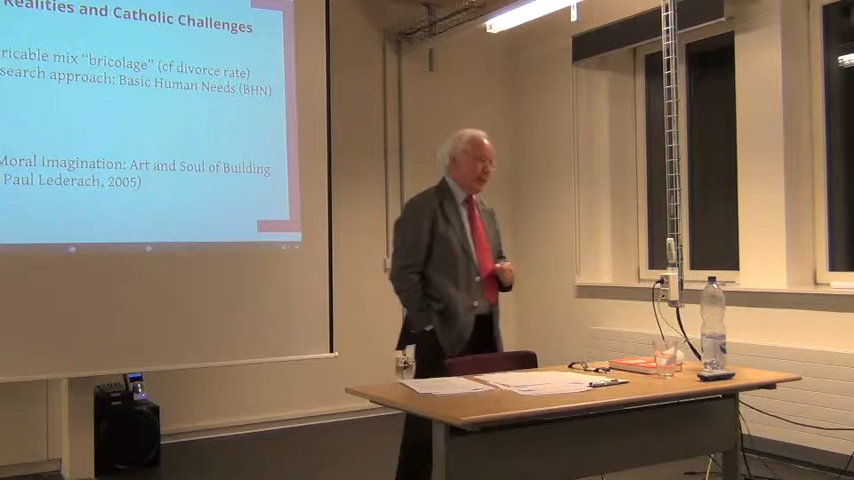 Realities and Catholic Challenges
ricable mix "bricolage" (cf divorce rate)
search approach: Basic Human Needs (BHN)
Moral Imagination: Art and Soul of Building
Paul Lederach, 2005)